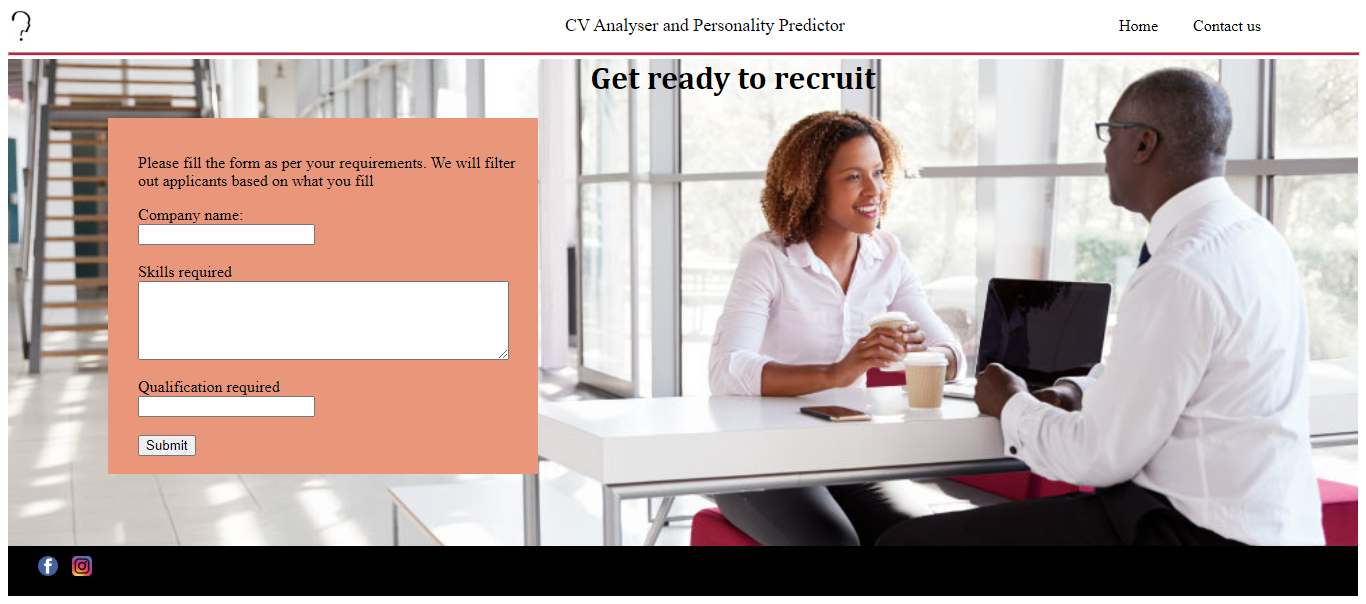 CV Analyser and Personality Predictor
Home
Contact us
Get ready to recruit
Please fill the form as per your requirements. We will filter
out applicants based on what you fill
Company name:
Skills required
Qualification required
Submit